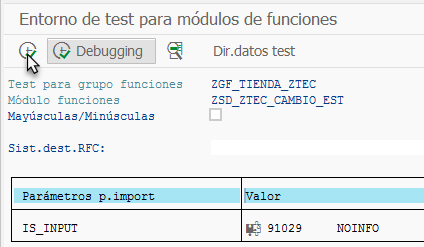 Entorno de test para módulos de funciones
Debugging Dir.datos test
Test para grupo funciones ZGF_TIENDA_ZTEC
Módulo funciones ZSD_ZTEC_CAMBIO_EST
Mayúsculas/Minúsculas
Sist.dest.RFC:
Parámetros p.import Valor
IS_INPUT 91029 NOINFO